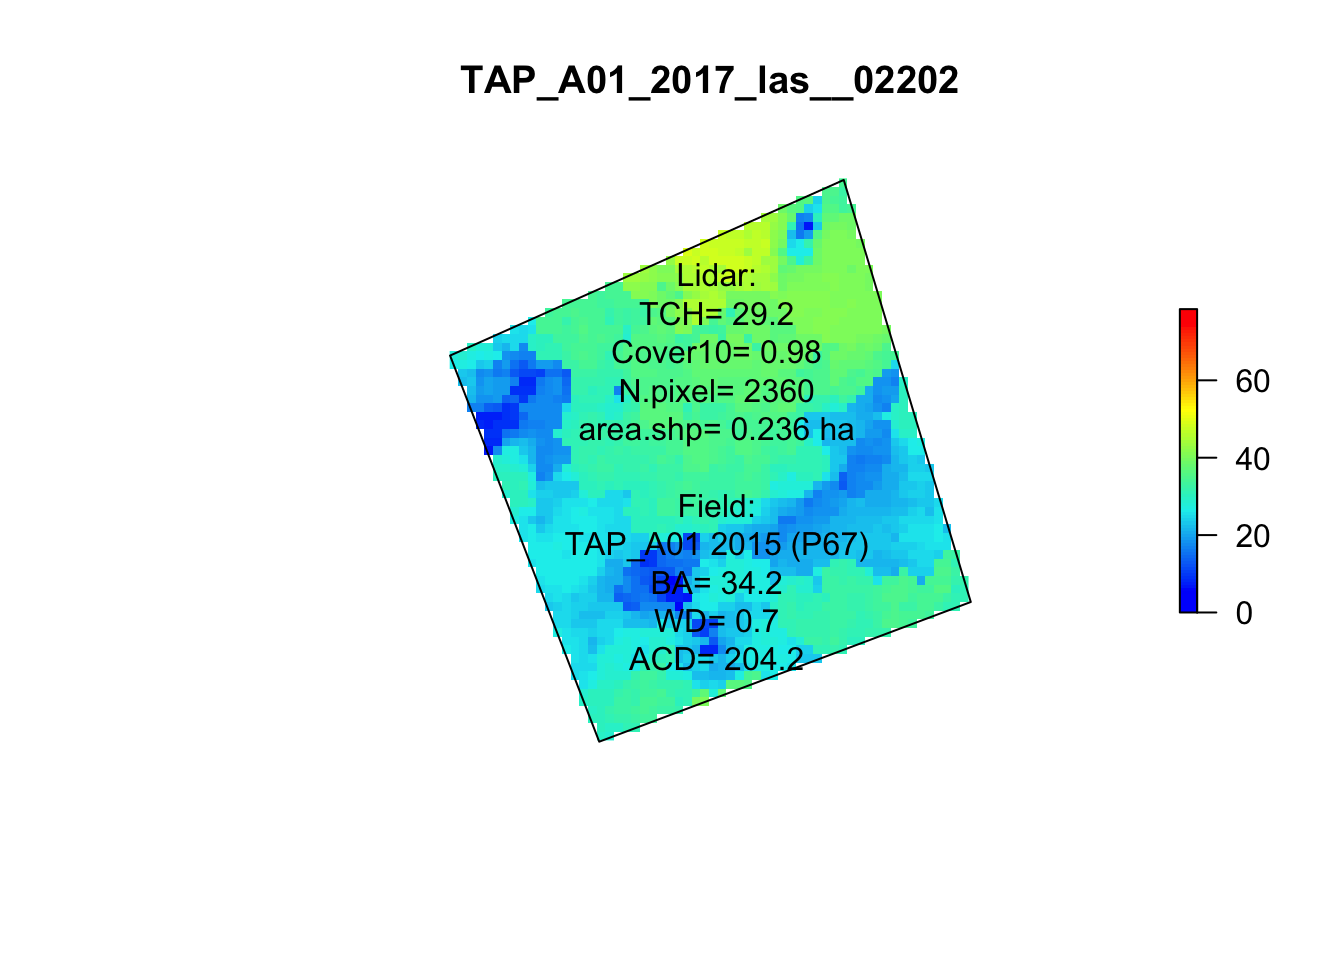 TAP_A01_2017_las__02202
Lidar:
TCH= 29.2
Cover10= 0.98
N.pixel= 2360
area.shp= 0.236 ha
Field:
TAP_A01 2015 (P67)
BA= 34.2
WD= 0.7
ACD= 204.2
60
40
20
0